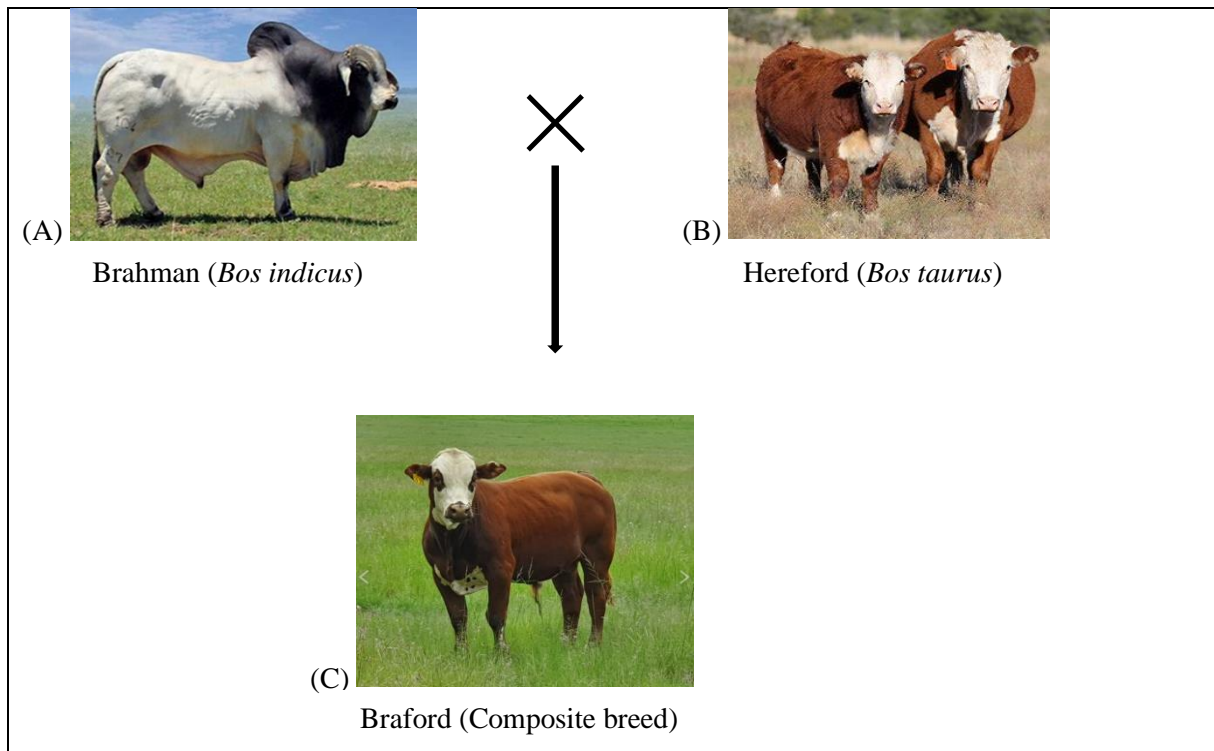 (A)
Brahman (Bos indicus)
(B)
Hereford (Bos taurus)
(C)
Braford (Composite breed)